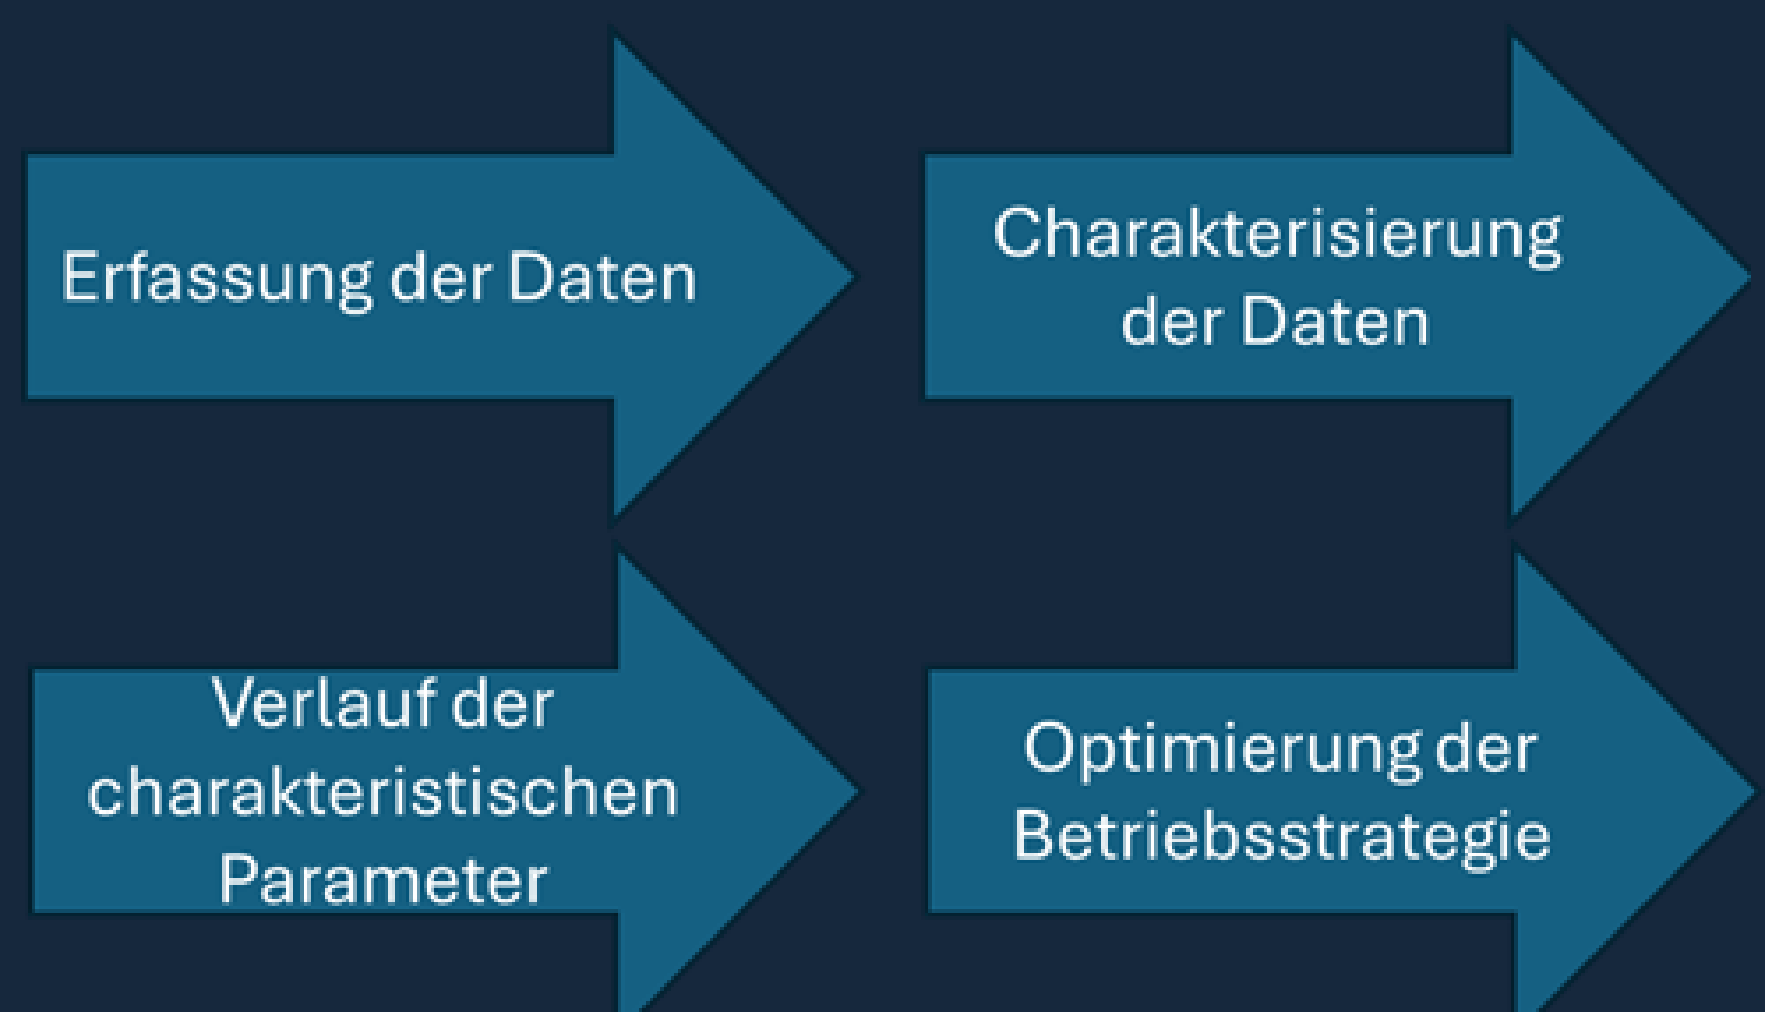 Erfassung der Daten
Charakterisierung
der Daten
Verlauf der
charakteristischen
Parameter
Optimierung der
Betriebsstrategie